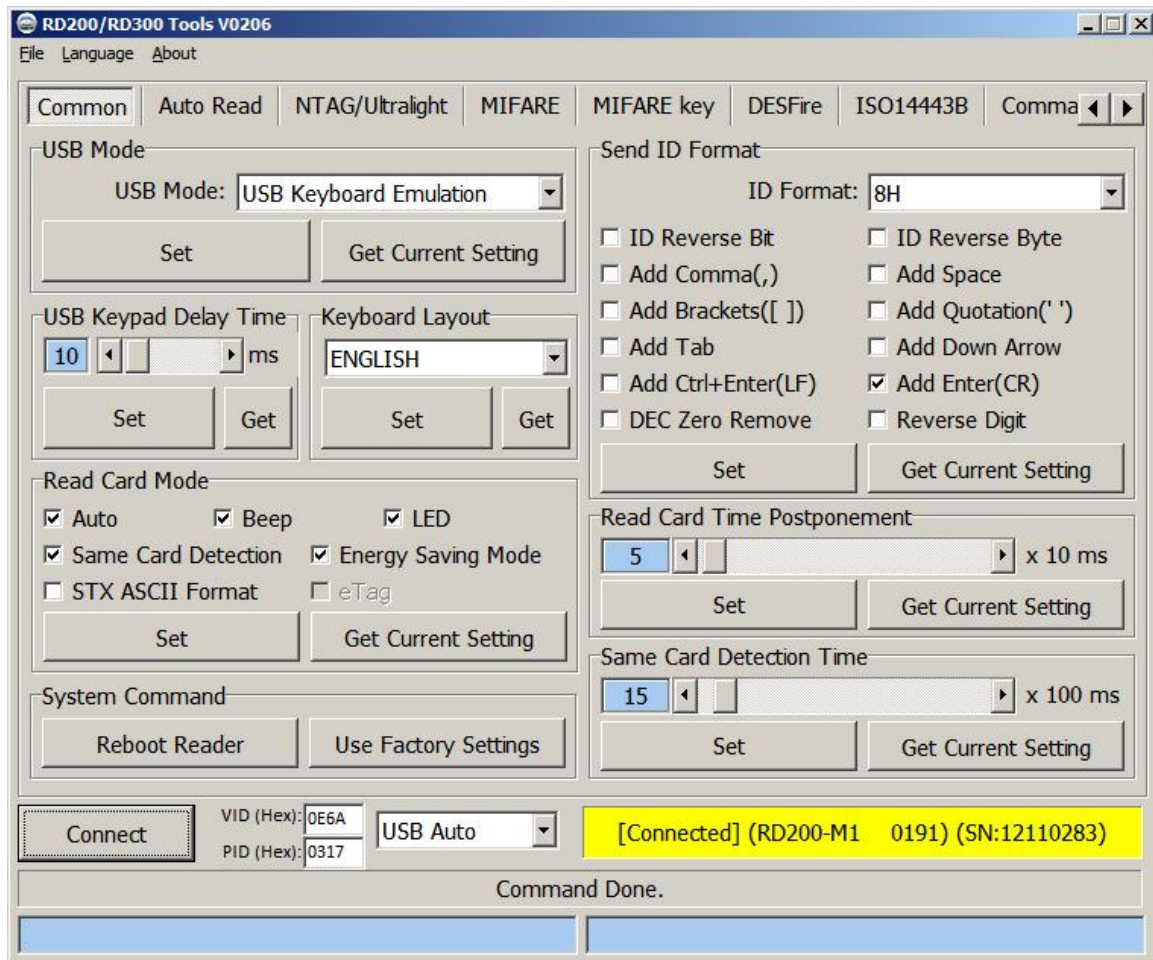 RD200/RD300 Tools V0206
File Language About
Common Auto Read NTAG/Ultralight MIFARE MIFARE key DESFire ISO14443B Comma
USB Mode
USB Mode: USB Keyboard Emulation
Set Get Current Setting
USB Keypad Delay Time
10 ms
Set Get
Keyboard Layout
ENGLISH
Set Get
Read Card Mode
Auto Beep LED
Same Card Detection Energy Saving Mode
STX ASCII Format eTag
Set Get Current Setting
System Command
Reboot Reader Use Factory Settings
Send ID Format
ID Format: 8H
ID Reverse Bit ID Reverse Byte
Add Comma(,) Add Space
Add Brackets([ ]) Add Quotation(' ')
Add Tab Add Down Arrow
Add Ctrl+Enter(LF) Add Enter(CR)
DEC Zero Remove Reverse Digit
Set Get Current Setting
Read Card Time Postponement
5 x 10 ms
Set Get Current Setting
Same Card Detection Time
15 x 100 ms
Set Get Current Setting
Connect
VID (Hex): 0E6A
PID (Hex): 0317
USB Auto
[Connected] (RD200-M1 0191) (SN:12110283)
Command Done.